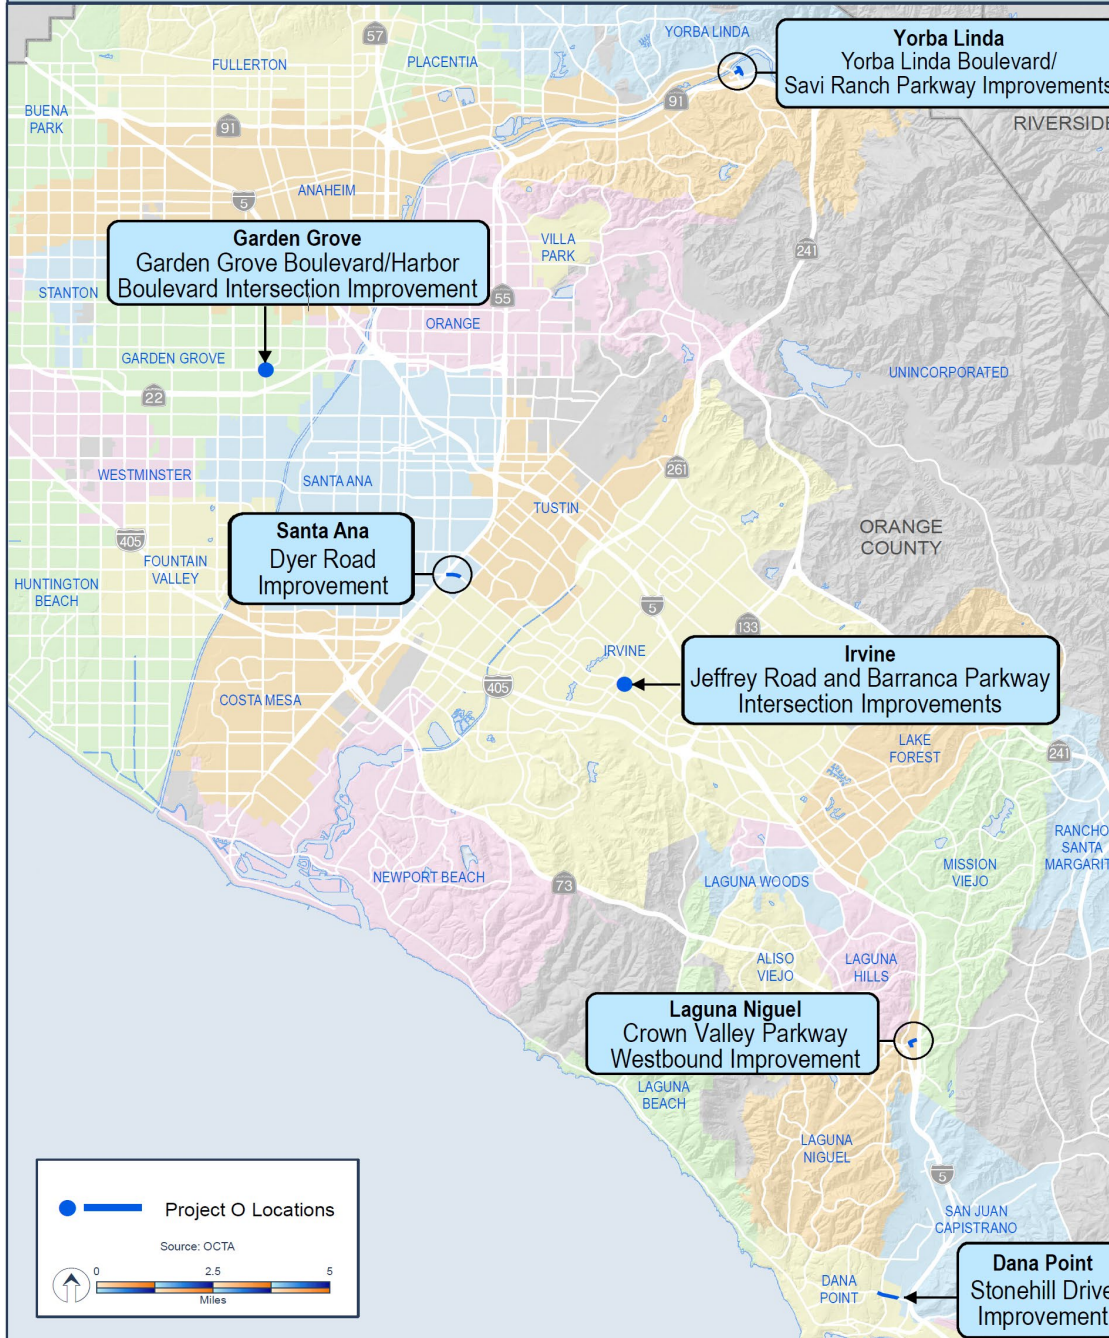 57
YORBA LINDA
Yorba Linda
Yorba Linda Boulevard/
Savi Ranch Parkway Improvements
FULLERTON
PLACENTIA
91
BUENA
PARK
91
RIVERSIDE
ANAHEIM
5
Garden Grove
Garden Grove Boulevard/Harbor
Boulevard Intersection Improvement
VILLA
PARK
241
STANTON
55
ORANGE
GARDEN GROVE
UNINCORPORATED
22
WESTMINSTER
SANTA ANA
261
TUSTIN
Santa Ana
Dyer Road
Improvement
ORANGE
COUNTY
405
FOUNTAIN
VALLEY
HUNTINGTON
BEACH
5
133
IRVINE
Irvine
Jeffrey Road and Barranca Parkway
Intersection Improvements
405
COSTA MESA
LAKE
FOREST
241
RANCHO
SANTA
MARGARIT
MISSION
VIEJO
NEWPORT BEACH
73
LAGUNA WOODS
ALISO
VIEJO
LAGUNA
HILLS
Laguna Niguel
Crown Valley Parkway
Westbound Improvement
LAGUNA
BEACH
LAGUNA
NIGUEL
5
SAN JUAN
CAPISTRANO
Project O Locations
Source: OCTA
0 2.5 5
Miles
DANA
POINT
Dana Point
Stonehill Drive
Improvement